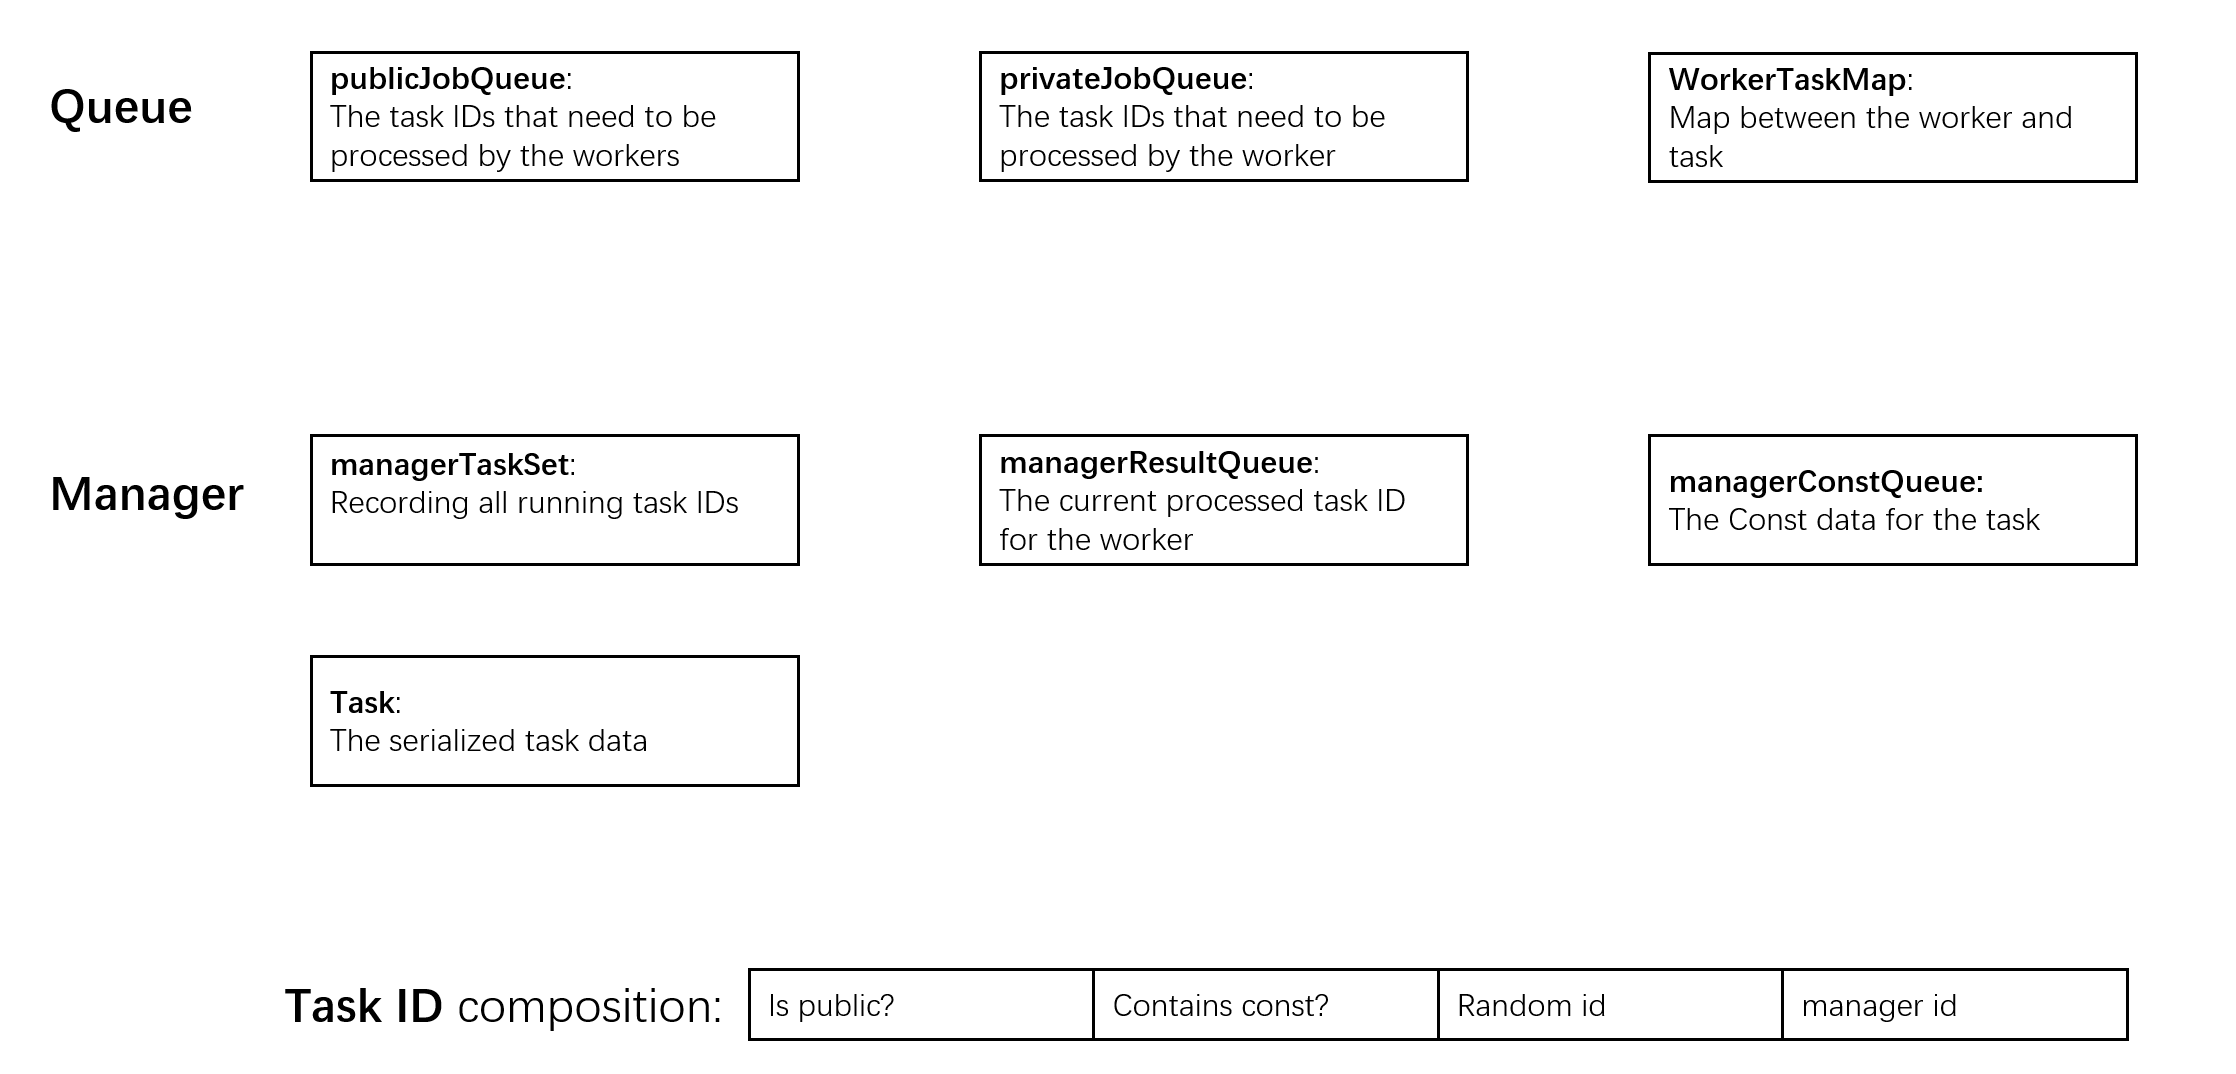 Queue
publicJobQueue:
The task IDs that need to be
processed by the workers
privateJobQueue:
The task IDs that need to be
processed by the worker
WorkerTaskMap:
Map between the worker and
task
Manager
managerTaskSet:
Recording all running task IDs
managerResultQueue:
The current processed task ID
for the worker
managerConstQueue:
The Const data for the task
Task:
The serialized task data
Task ID composition:
Is public?
Contains const?
Random id
manager id